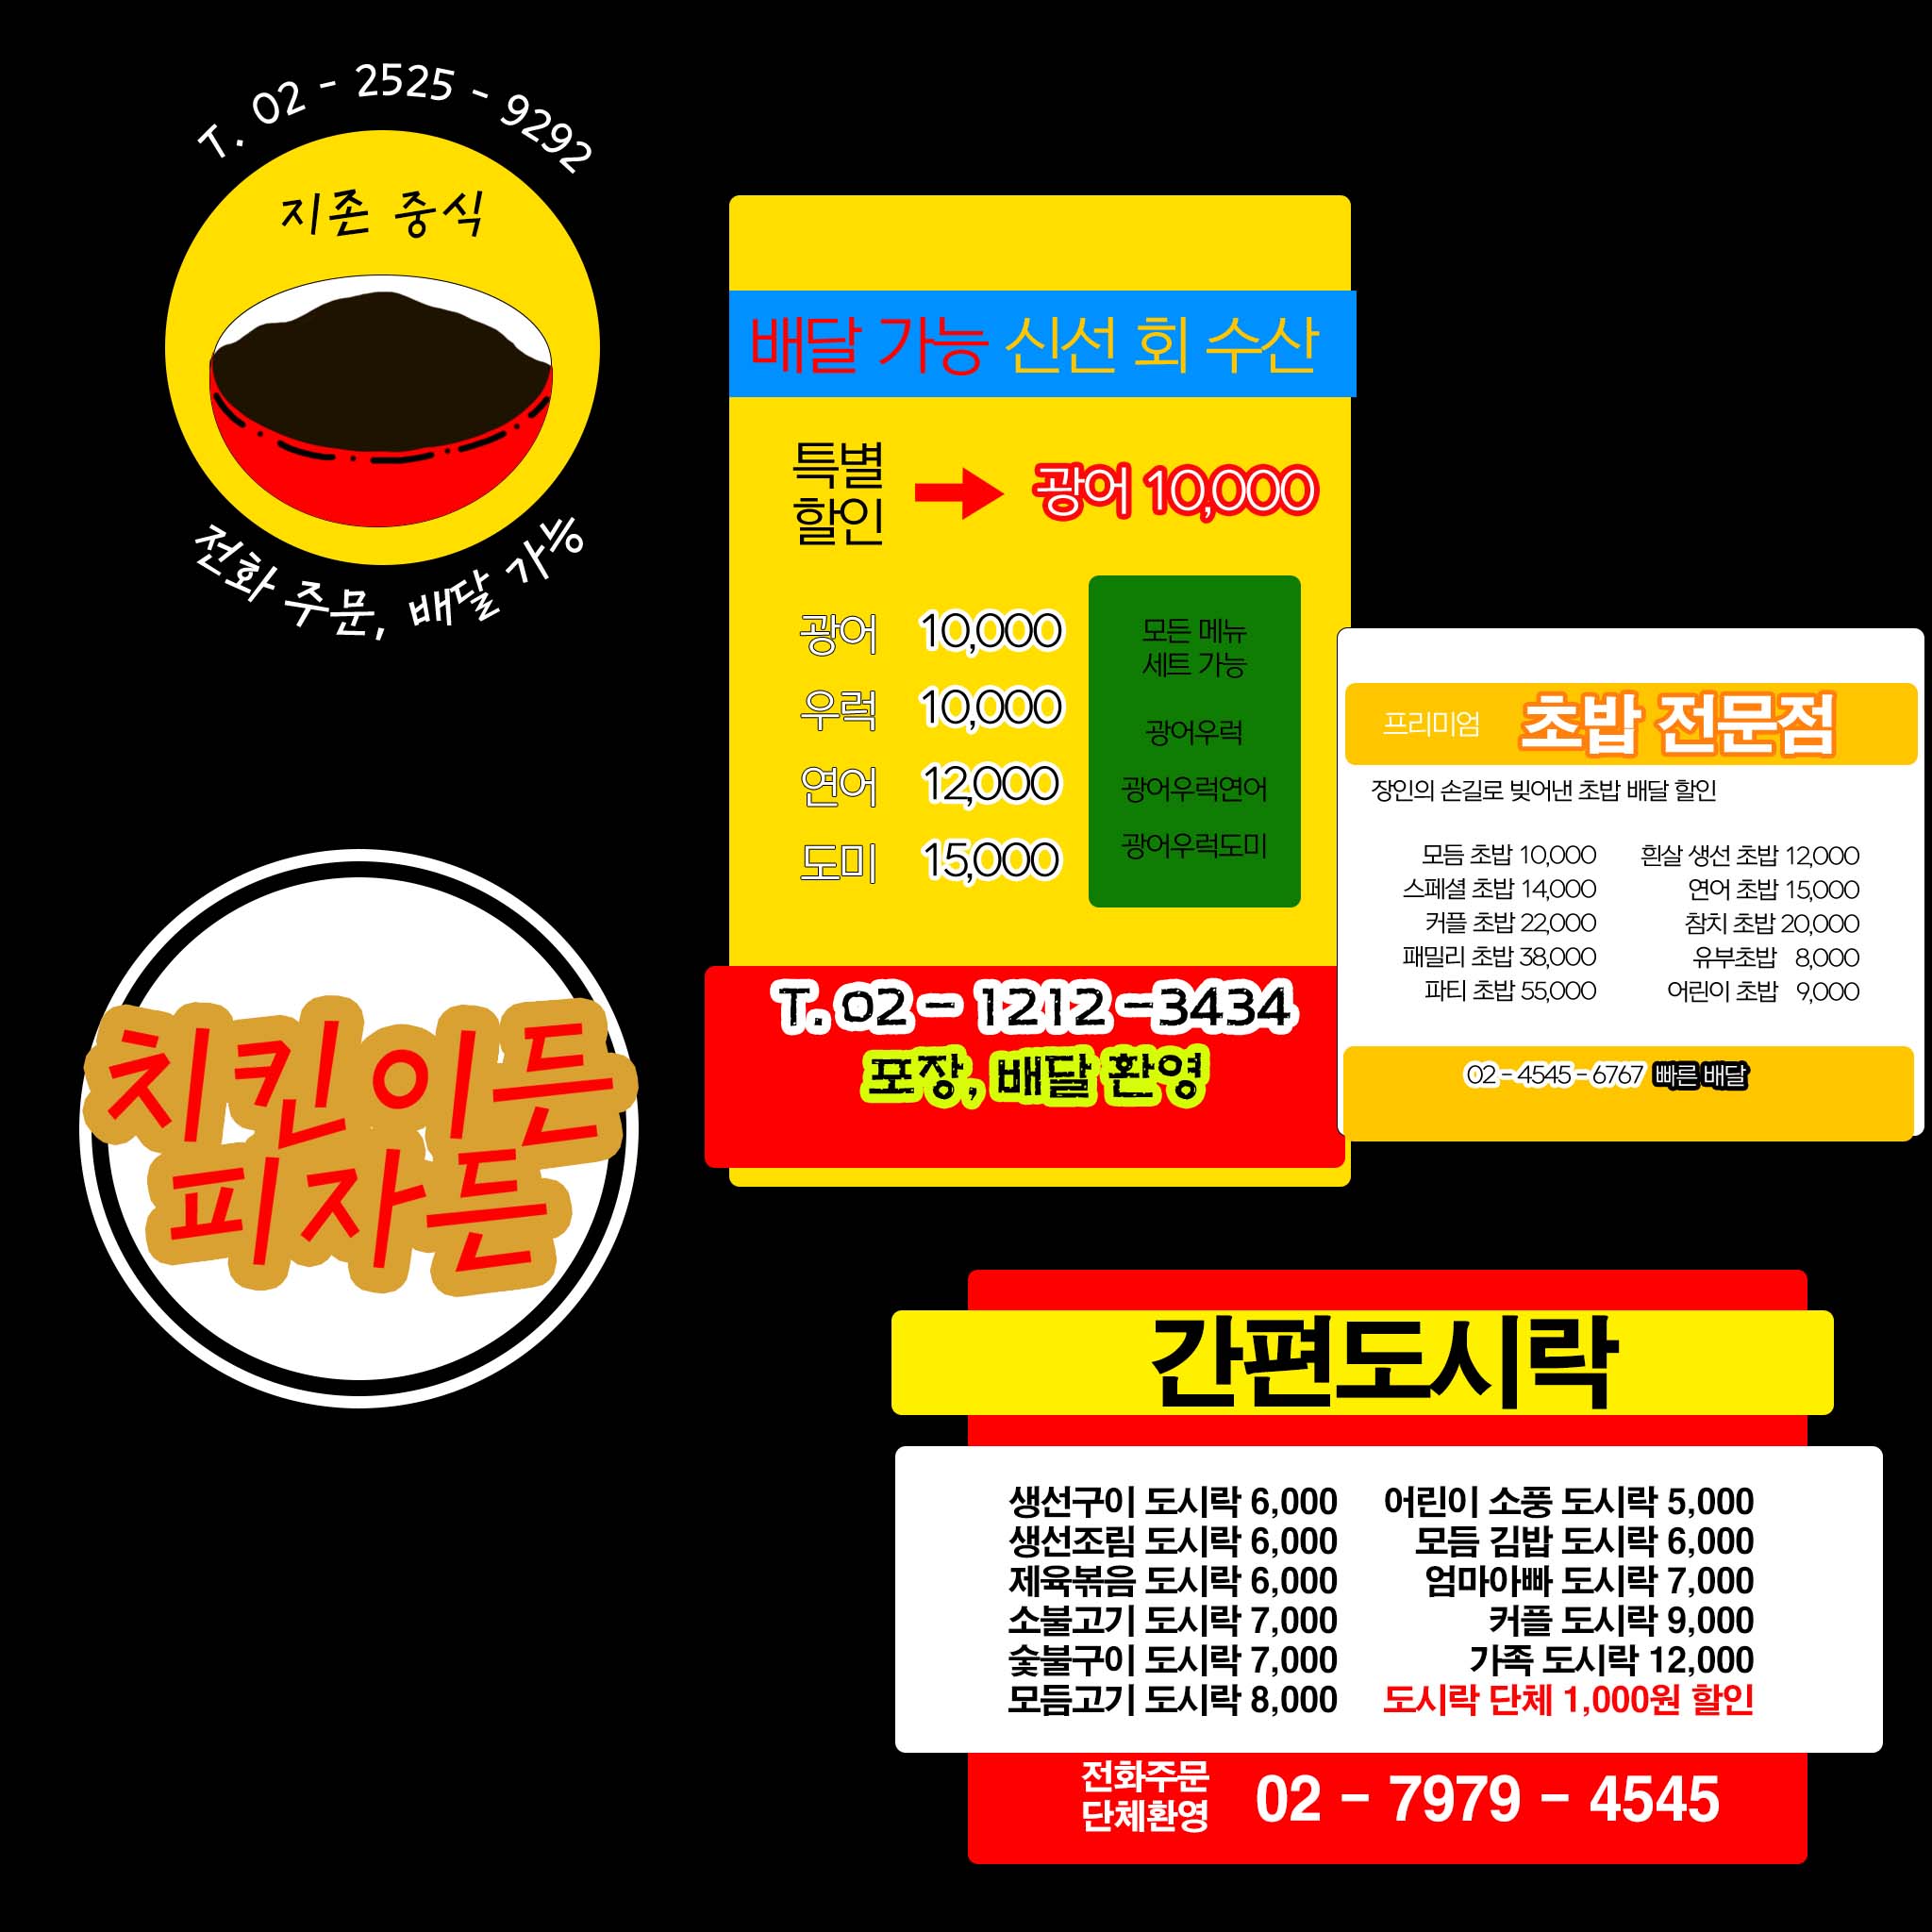 T. 02 - 2525 - 9292
지존 중식
전화 주문, 배달 가능
치킨이든
피자든
배달 가능 신선 회 수산
특별
할인
광어 10,000
광어 10,000
우럭 10,000
연어 12,000
도미 15,000
모든 메뉴
세트 가능
광어우럭
광어우럭연어
광어우럭도미
T. 02 - 1212 -3434
포장, 배달 환영
프리미엄 초밥 전문점
장인의 손길로 빚어낸 초밥 배달 할인
모듬 초밥 10,000
스페셜 초밥 14,000
커플 초밥 22,000
패밀리 초밥 38,000
파티 초밥 55,000
흰살 생선 초밥 12,000
연어 초밥 15,000
참치 초밥 20,000
유부초밥 8,000
어린이 초밥 9,000
02 - 4545 - 6767 빠른 배달
간편도시락
생선구이 도시락 6,000
생선조림 도시락 6,000
제육볶음 도시락 6,000
소불고기 도시락 7,000
숯불구이 도시락 7,000
모듬고기 도시락 8,000
어린이 소풍 도시락 5,000
모듬 김밥 도시락 6,000
엄마아빠 도시락 7,000
커플 도시락 9,000
가족 도시락 12,000
도시락 단체 1,000원 할인
전화주문
단체환영
02 - 7979 - 4545